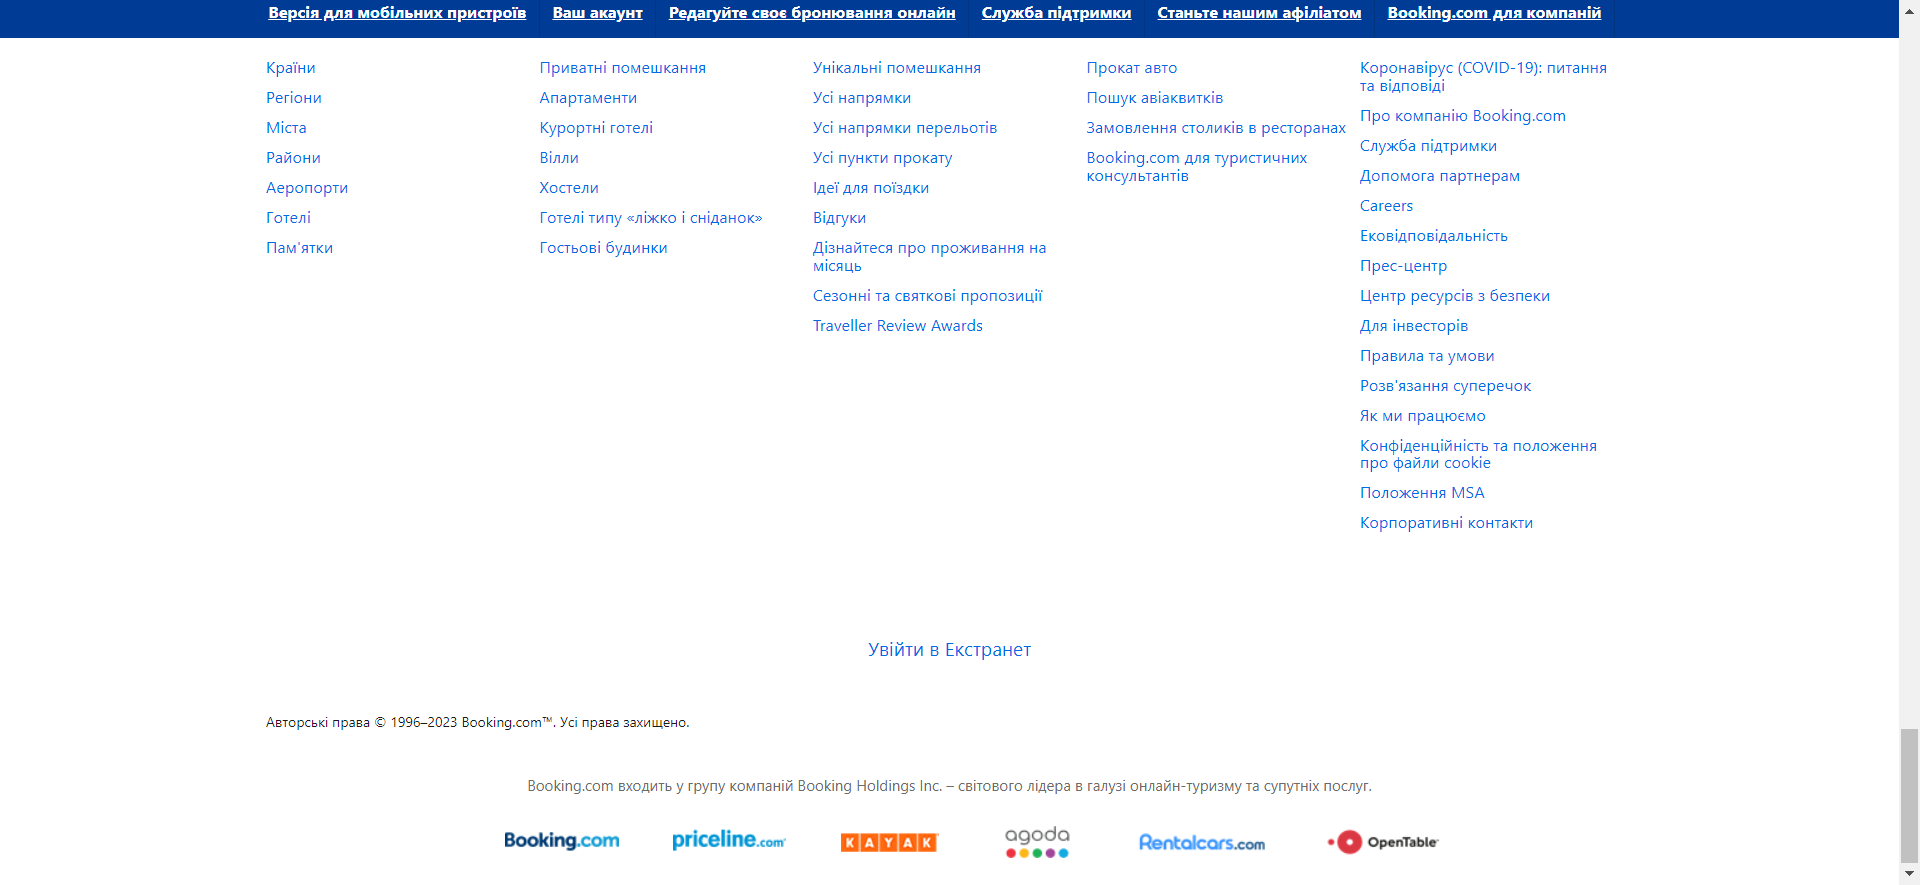 Версія для мобільних пристроїв Ваш акаунт Редагуйте своє бронювання онлайн Служба підтримки Станьте нашим афіліатом Booking.com для компаній
Країни
Регіони
Міста
Райони
Аеропорти
Готелі
Пам'ятки
Приватні помешкання
Апартаменти
Курортні готелі
Вілли
Хостели
Готелі типу «ліжко і сніданок»
Гостьові будинки
Унікальні помешкання
Усі напрямки
Усі напрямки перельотів
Усі пункти прокату
Ідеї для поїздки
Відгуки
Дізнайтеся про проживання на
місяць
Сезонні та святкові пропозиції
Traveller Review Awards
Прокат авто
Пошук авіаквитків
Замовлення столиків в ресторанах
Booking.com для туристичних
консультантів
Коронавірус (COVID-19): питання
та відповіді
Про компанію Booking.com
Служба підтримки
Допомога партнерам
Careers
Ековідповідальність
Прес-центр
Центр ресурсів з безпеки
Для інвесторів
Правила та умови
Розв'язання суперечок
Як ми працюємо
Конфіденційність та положення
про файли cookie
Положення MSA
Корпоративні контакти
Увійти в Екстранет
Авторські права © 1996–2023 Booking.com™. Усі права захищено.
Booking.com входить у групу компаній Booking Holdings Inc. – світового лідера в галузі онлайн-туризму та супутніх послуг.
Booking.com priceline.com KAYAK agoda Rentalcars.com OpenTable